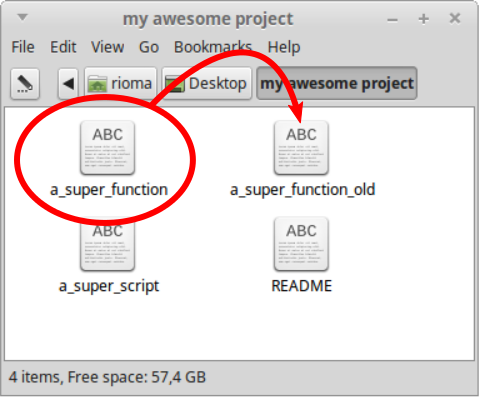 my awesome project
File Edit View Go Bookmarks Help
rioma Desktop my awesome project
ABC ABC
a_super_function a_super_function_old
ABC ABC
a_super_script README
4 items, Free space: 57,4 GB